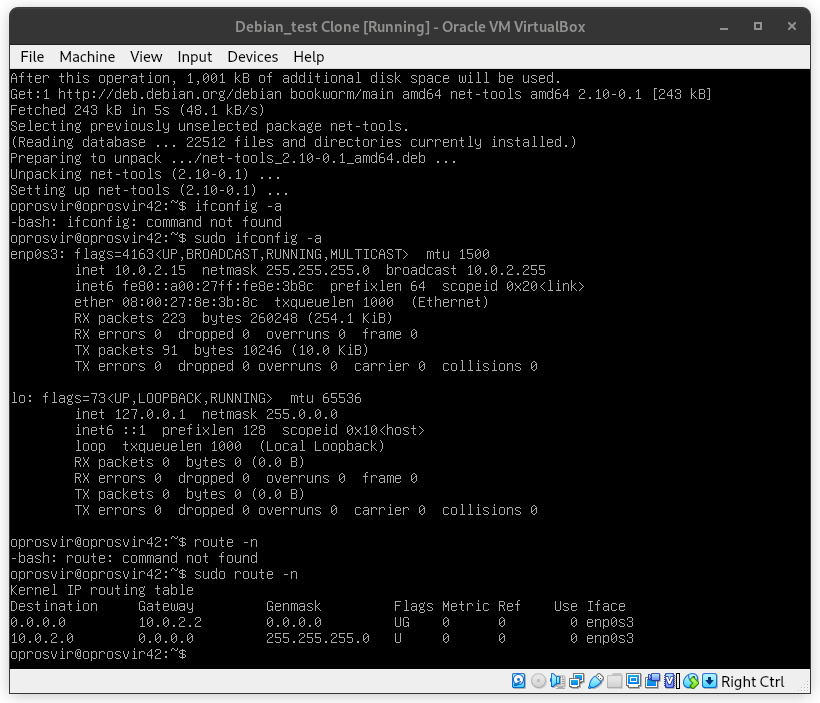 Debian_test Clone [Running] - Oracle VM VirtualBox
File Machine View Input Devices Help
After this operation, 1,001 kB of additional disk space will be used.
Get:1 http://deb.debian.org/debian bookworm/main amd64 net-tools amd64 2.10-0.1 [243 kB]
Fetched 243 kB in 5s (48.1 kB/s)
Selecting previously unselected package net-tools.
(Reading database ... 22512 files and directories currently installed.)
Preparing to unpack .../net-tools_2.10-0.1_amd64.deb ...
Unpacking net-tools (2.10-0.1) ...
Setting up net-tools (2.10-0.1) ...
oprosvir@oprosvir42:~$ ifconfig -a
-bash: ifconfig: command not found
oprosvir@oprosvir42:~$ sudo ifconfig -a
enp0s3: flags=4163<UP,BROADCAST,RUNNING,MULTICAST>  mtu 1500
        inet 10.0.2.15  netmask 255.255.255.0  broadcast 10.0.2.255
        inet6 fe80::a00:27ff:fe8e:3b8c  prefixlen 64  scopeid 0x20<link>
        ether 08:00:27:8e:3b:8c  txqueuelen 1000  (Ethernet)
        RX packets 223  bytes 260248 (254.1 KiB)
        RX errors 0  dropped 0  overruns 0  frame 0
        TX packets 91  bytes 10246 (10.0 KiB)
        TX errors 0  dropped 0 overruns 0  carrier 0  collisions 0
lo: flags=73<UP,LOOPBACK,RUNNING>  mtu 65536
        inet 127.0.0.1  netmask 255.0.0.0
        inet6 ::1  prefixlen 128  scopeid 0x10<host>
        loop  txqueuelen 1000  (Local Loopback)
        RX packets 0  bytes 0 (0.0 B)
        RX errors 0  dropped 0  overruns 0  frame 0
        TX packets 0  bytes 0 (0.0 B)
        TX errors 0  dropped 0 overruns 0  carrier 0  collisions 0
oprosvir@oprosvir42:~$ route -n
-bash: route: command not found
oprosvir@oprosvir42:~$ sudo route -n
Kernel IP routing table
Destination     Gateway         Genmask         Flags Metric Ref    Use Iface
0.0.0.0         10.0.2.2        0.0.0.0         UG    0      0        0 enp0s3
10.0.2.0        0.0.0.0         255.255.255.0   U     0      0        0 enp0s3
oprosvir@oprosvir42:~$
Right Ctrl